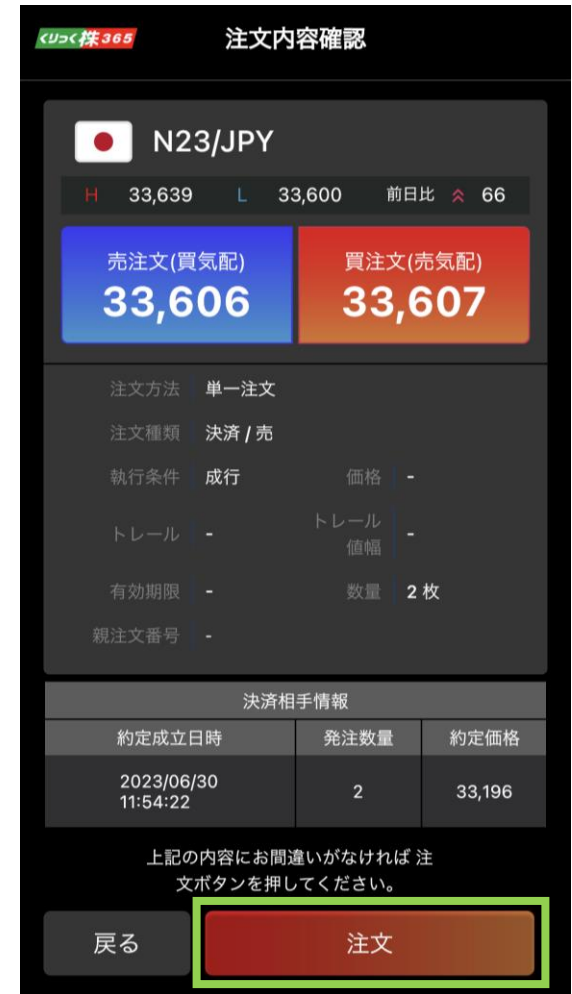 くりっく株365
注文内容確認
N23/JPY
H 33,639 L 33,600 前日比 66
売注文(買気配) 買注文(売気配)
33,606 33,607
注文方法 単一注文
注文種類 決済 / 売
執行条件 成行 価格 -
トレール - トレール
値幅 -
有効期限 - 数量 2 枚
親注文番号 -
決済相手情報
約定成立日時 発注数量 約定価格
2023/06/30
11:54:22 2 33,196
上記の内容にお間違いがなければ 注
文ボタンを押してください。
戻る 注文